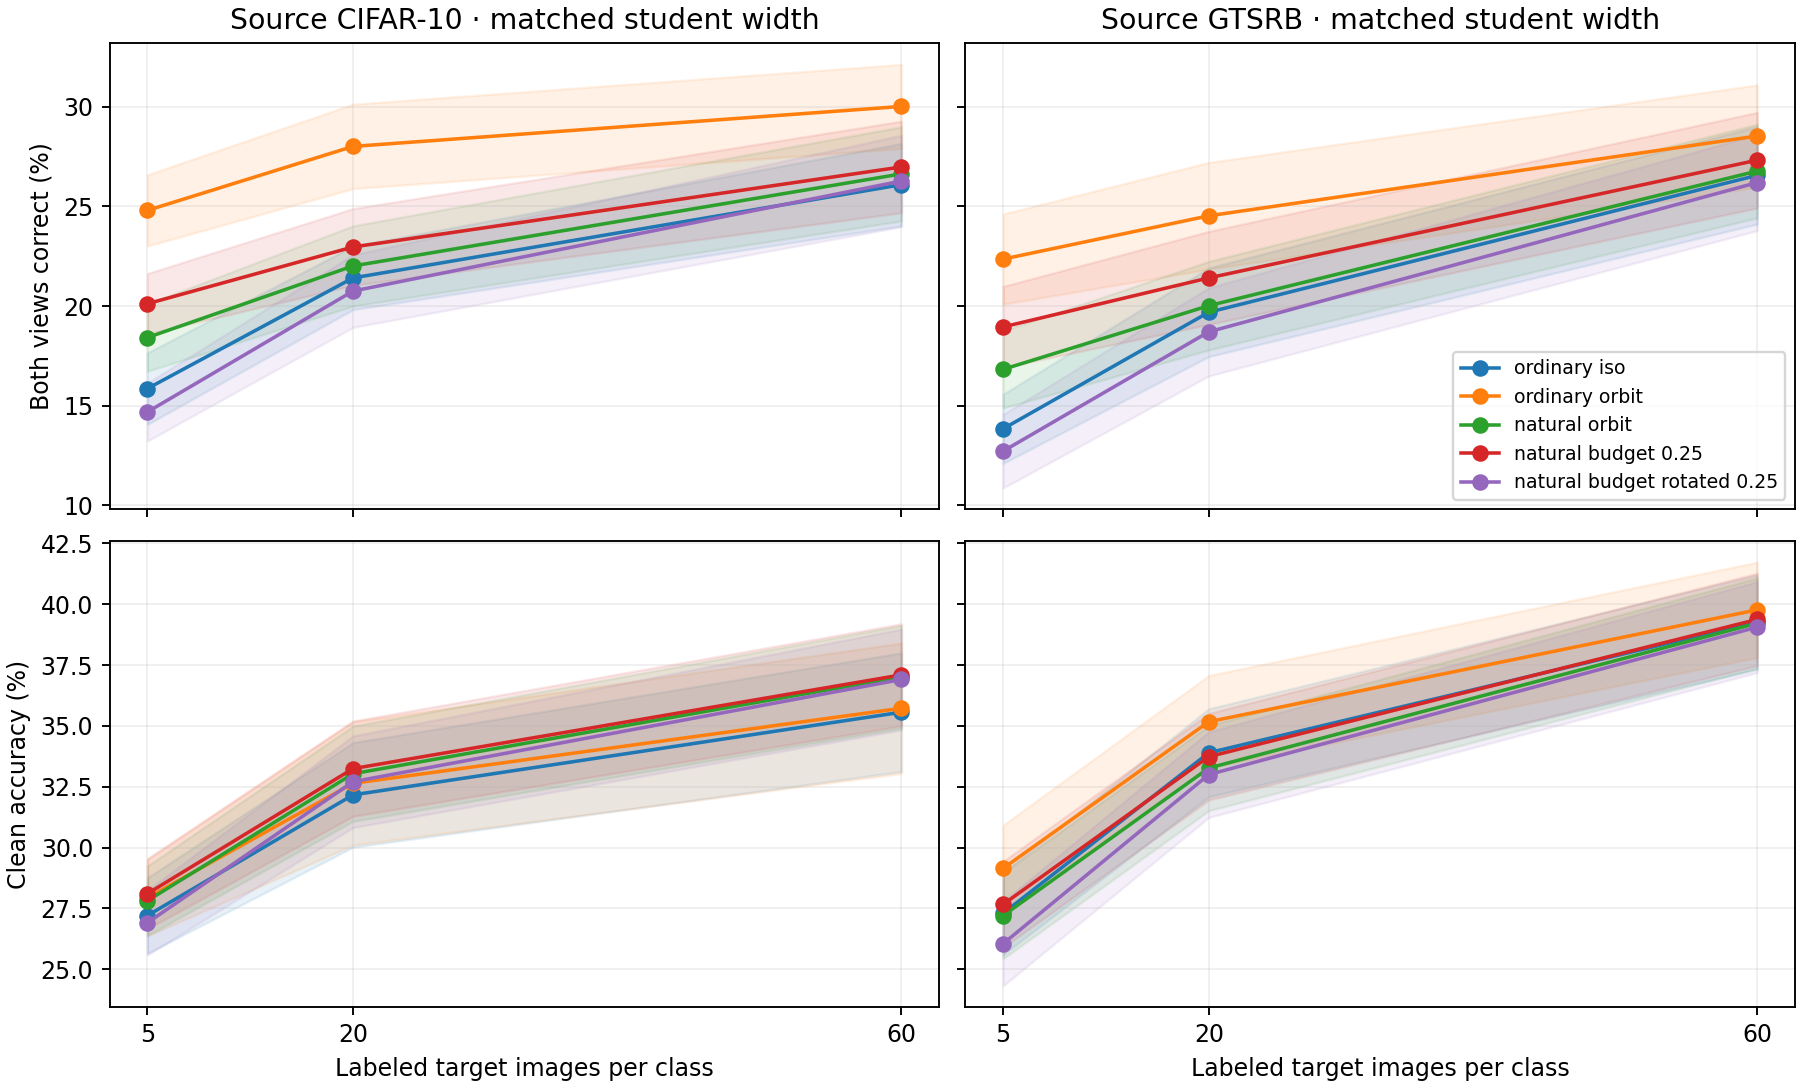 Source CIFAR-10 · matched student width
Source GTSRB · matched student width
Both views correct (%)
30
25
20
15
10
ordinary iso
ordinary orbit
natural orbit
natural budget 0.25
natural budget rotated 0.25
Clean accuracy (%)
42.5
40.0
37.5
35.0
32.5
30.0
27.5
25.0
5
20
60
5
20
60
Labeled target images per class
Labeled target images per class